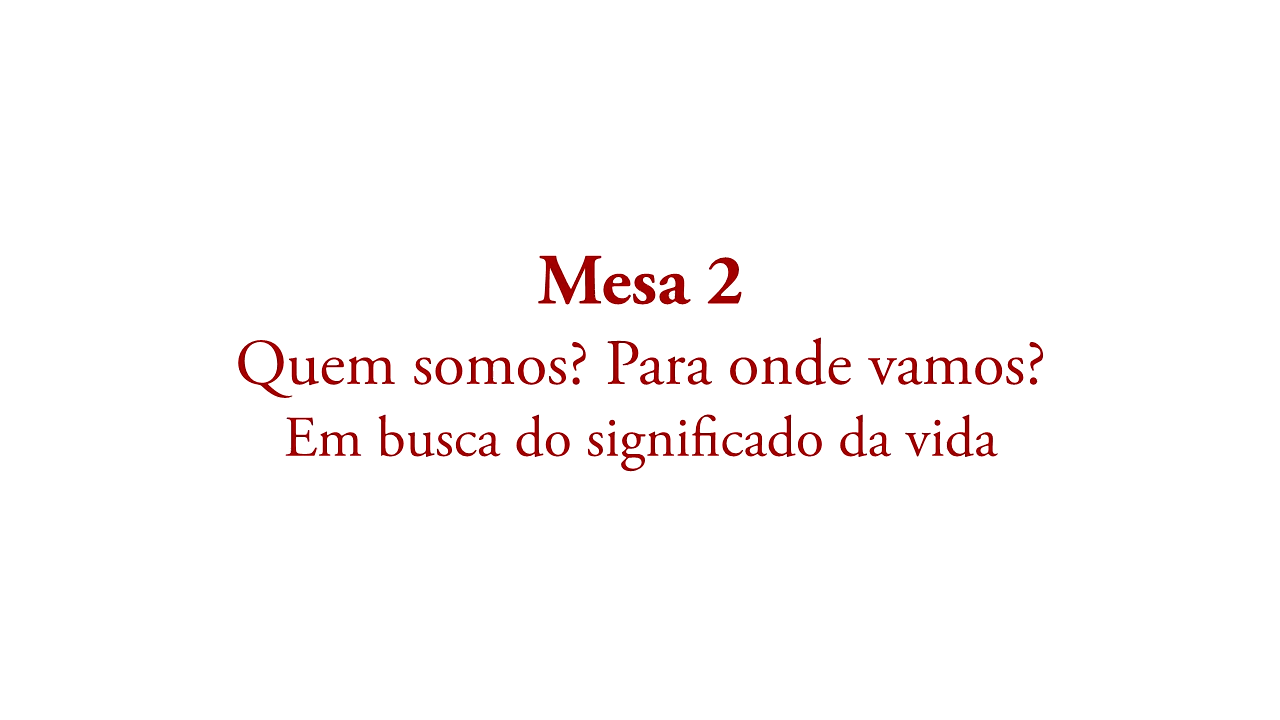 Mesa 2
Quem somos? Para onde vamos?
Em busca do significado da vida